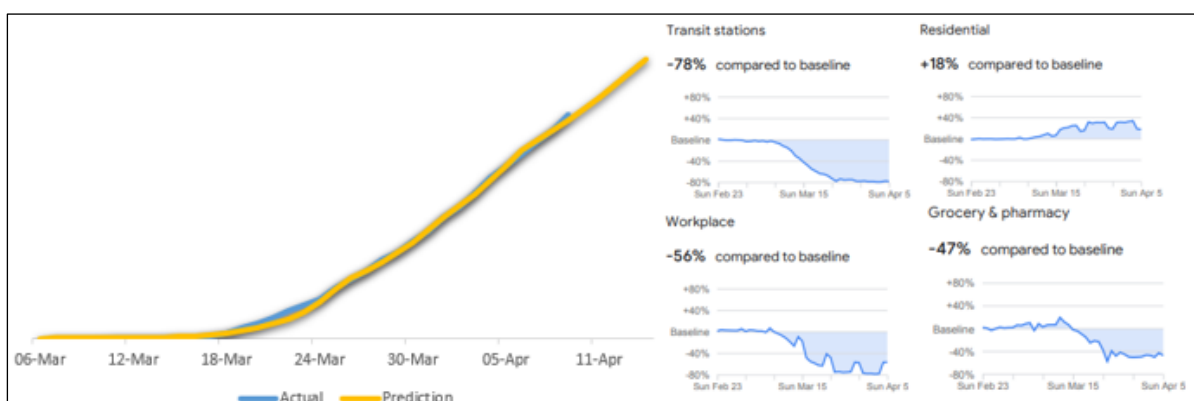 06-Mar 12-Mar 18-Mar 24-Mar 30-Mar 05-Apr 11-Apr
Actual Prediction
Transit stations
-78% compared to baseline
+80%
+40%
Baseline
-40%
-80%
Sun Feb 23 Sun Mar 15 Sun Apr 5
Residential
+18% compared to baseline
+80%
+40%
Baseline
-40%
-80%
Sun Feb 23 Sun Mar 15 Sun Apr 5
Workplace
-56% compared to baseline
+80%
+40%
Baseline
-40%
-80%
Sun Feb 23 Sun Mar 15 Sun Apr 5
Grocery & pharmacy
-47% compared to baseline
+80%
+40%
Baseline
-40%
-80%
Sun Feb 23 Sun Mar 15 Sun Apr 5